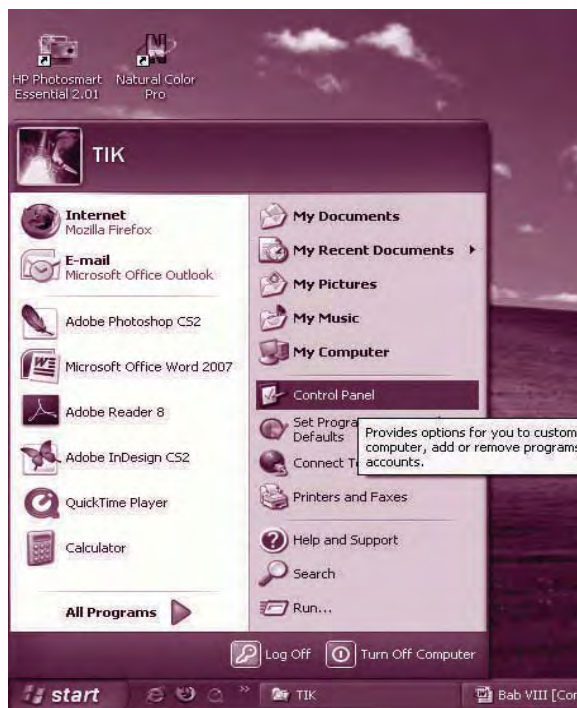 HP Photosmart
Essential 2.01
Natural Color
Pro
TIK
Internet
Mozilla Firefox
E-mail
Microsoft Office Outlook
Adobe Photoshop CS2
Microsoft Office Word 2007
Adobe Reader 8
Adobe InDesign CS2
QuickTime Player
Calculator
All Programs
My Documents
My Recent Documents
My Pictures
My Music
My Computer
Control Panel
Set Progra
Defaults
Connect T
Provides options for you to custom
computer, add or remove programs
accounts.
Printers and Faxes
Help and Support
Search
Run...
Log Off
Turn Off Computer
start
TIK
Bab VIII [Cor